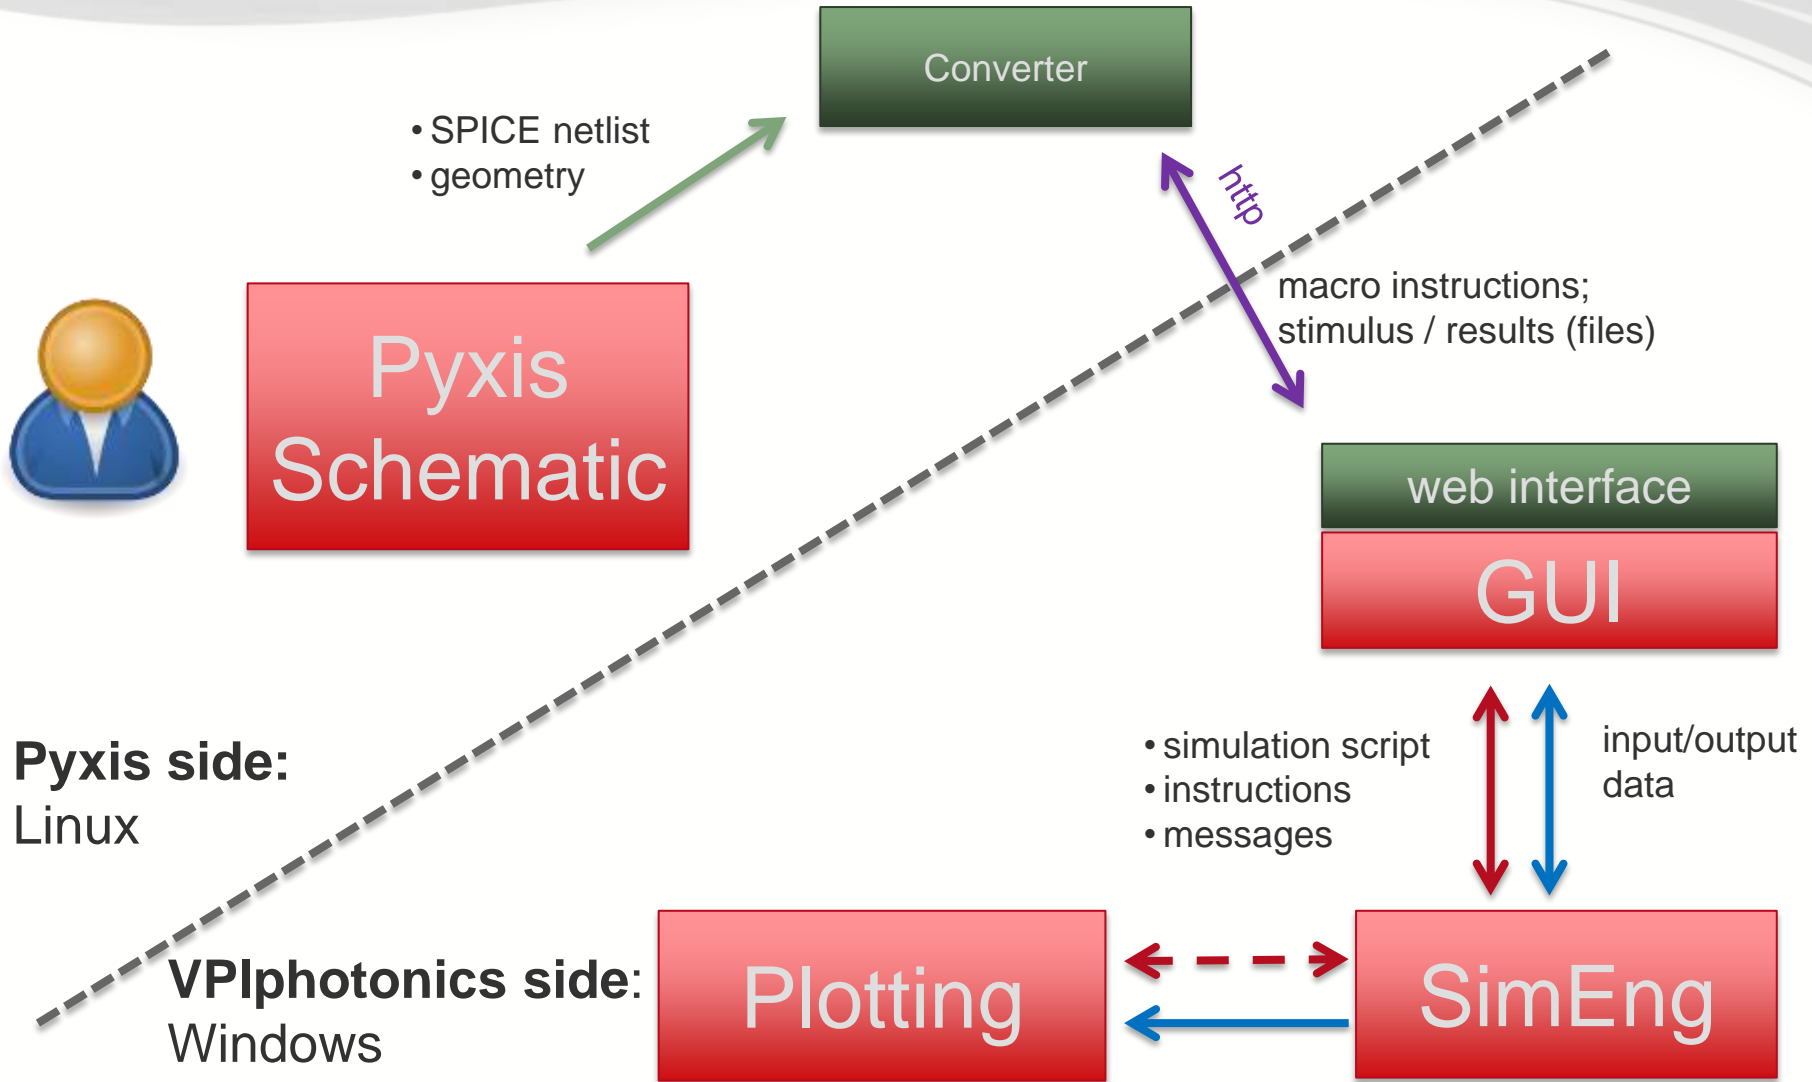 Converter
• SPICE netlist
• geometry
http
macro instructions;
stimulus / results (files)
Pyxis
Schematic
web interface
GUI
Pyxis side:
Linux
• simulation script
• instructions
• messages
input/output
data
VPIphotonics side:
Windows
Plotting
SimEng